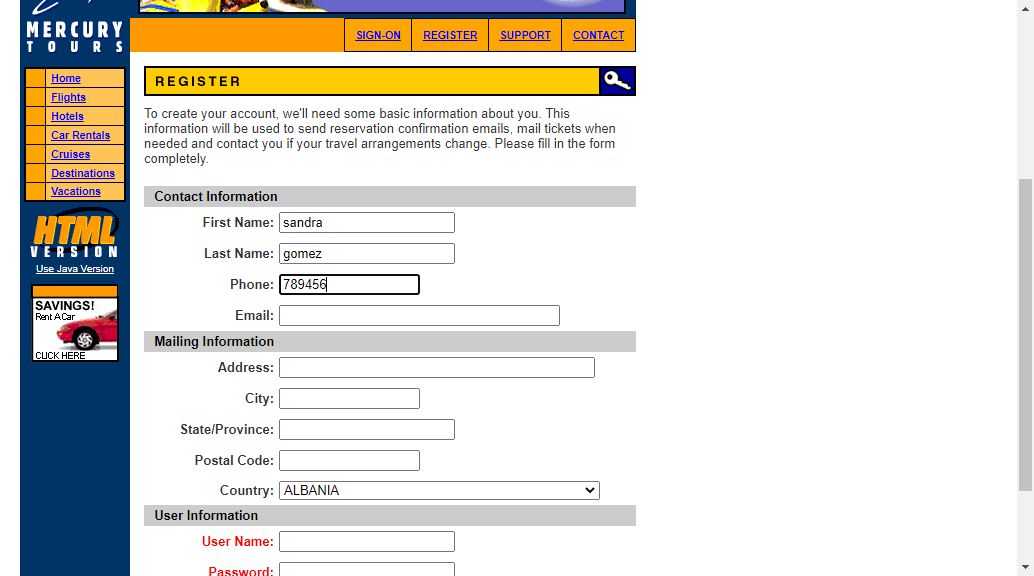 MERCURY
TOURS
SIGN-ON
REGISTER
SUPPORT
CONTACT
Home
Flights
Hotels
Car Rentals
Cruises
Destinations
Vacations
HTML
VERSION
Use Java Version
SAVINGS!
Rent A Car
CLICK HERE
REGISTER
To create your account, we'll need some basic information about you. This
information will be used to send reservation confirmation emails, mail tickets when
needed and contact you if your travel arrangements change. Please fill in the form
completely.
Contact Information
First Name: sandra
Last Name: gomez
Phone: 789456
Email:
Mailing Information
Address:
City:
State/Province:
Postal Code:
Country: ALBANIA
User Information
User Name:
Password: